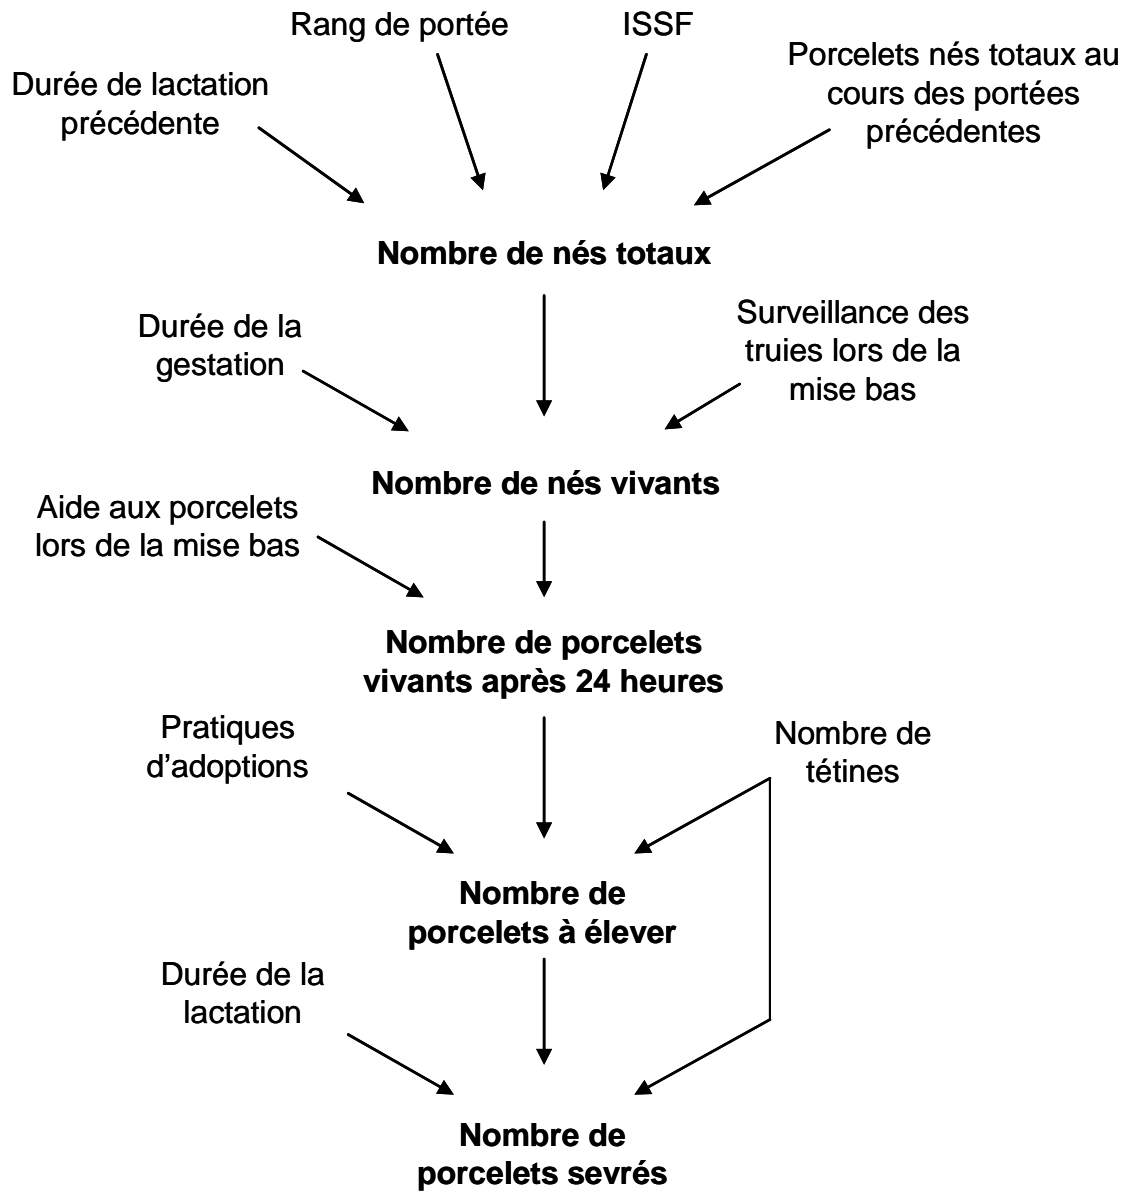 Rang de portée
ISSF
Porcelets nés totaux au
cours des portées
précédentes
Durée de lactation
précédente
Nombre de nés totaux
Durée de la
gestation
Surveillance des
truies lors de la
mise bas
Nombre de nés vivants
Aide aux porcelets
lors de la mise bas
Nombre de porcelets
vivants après 24 heures
Pratiques
d’adoptions
Nombre de
tétines
Nombre de
porcelets à élever
Durée de la
lactation
Nombre de
porcelets sevrés